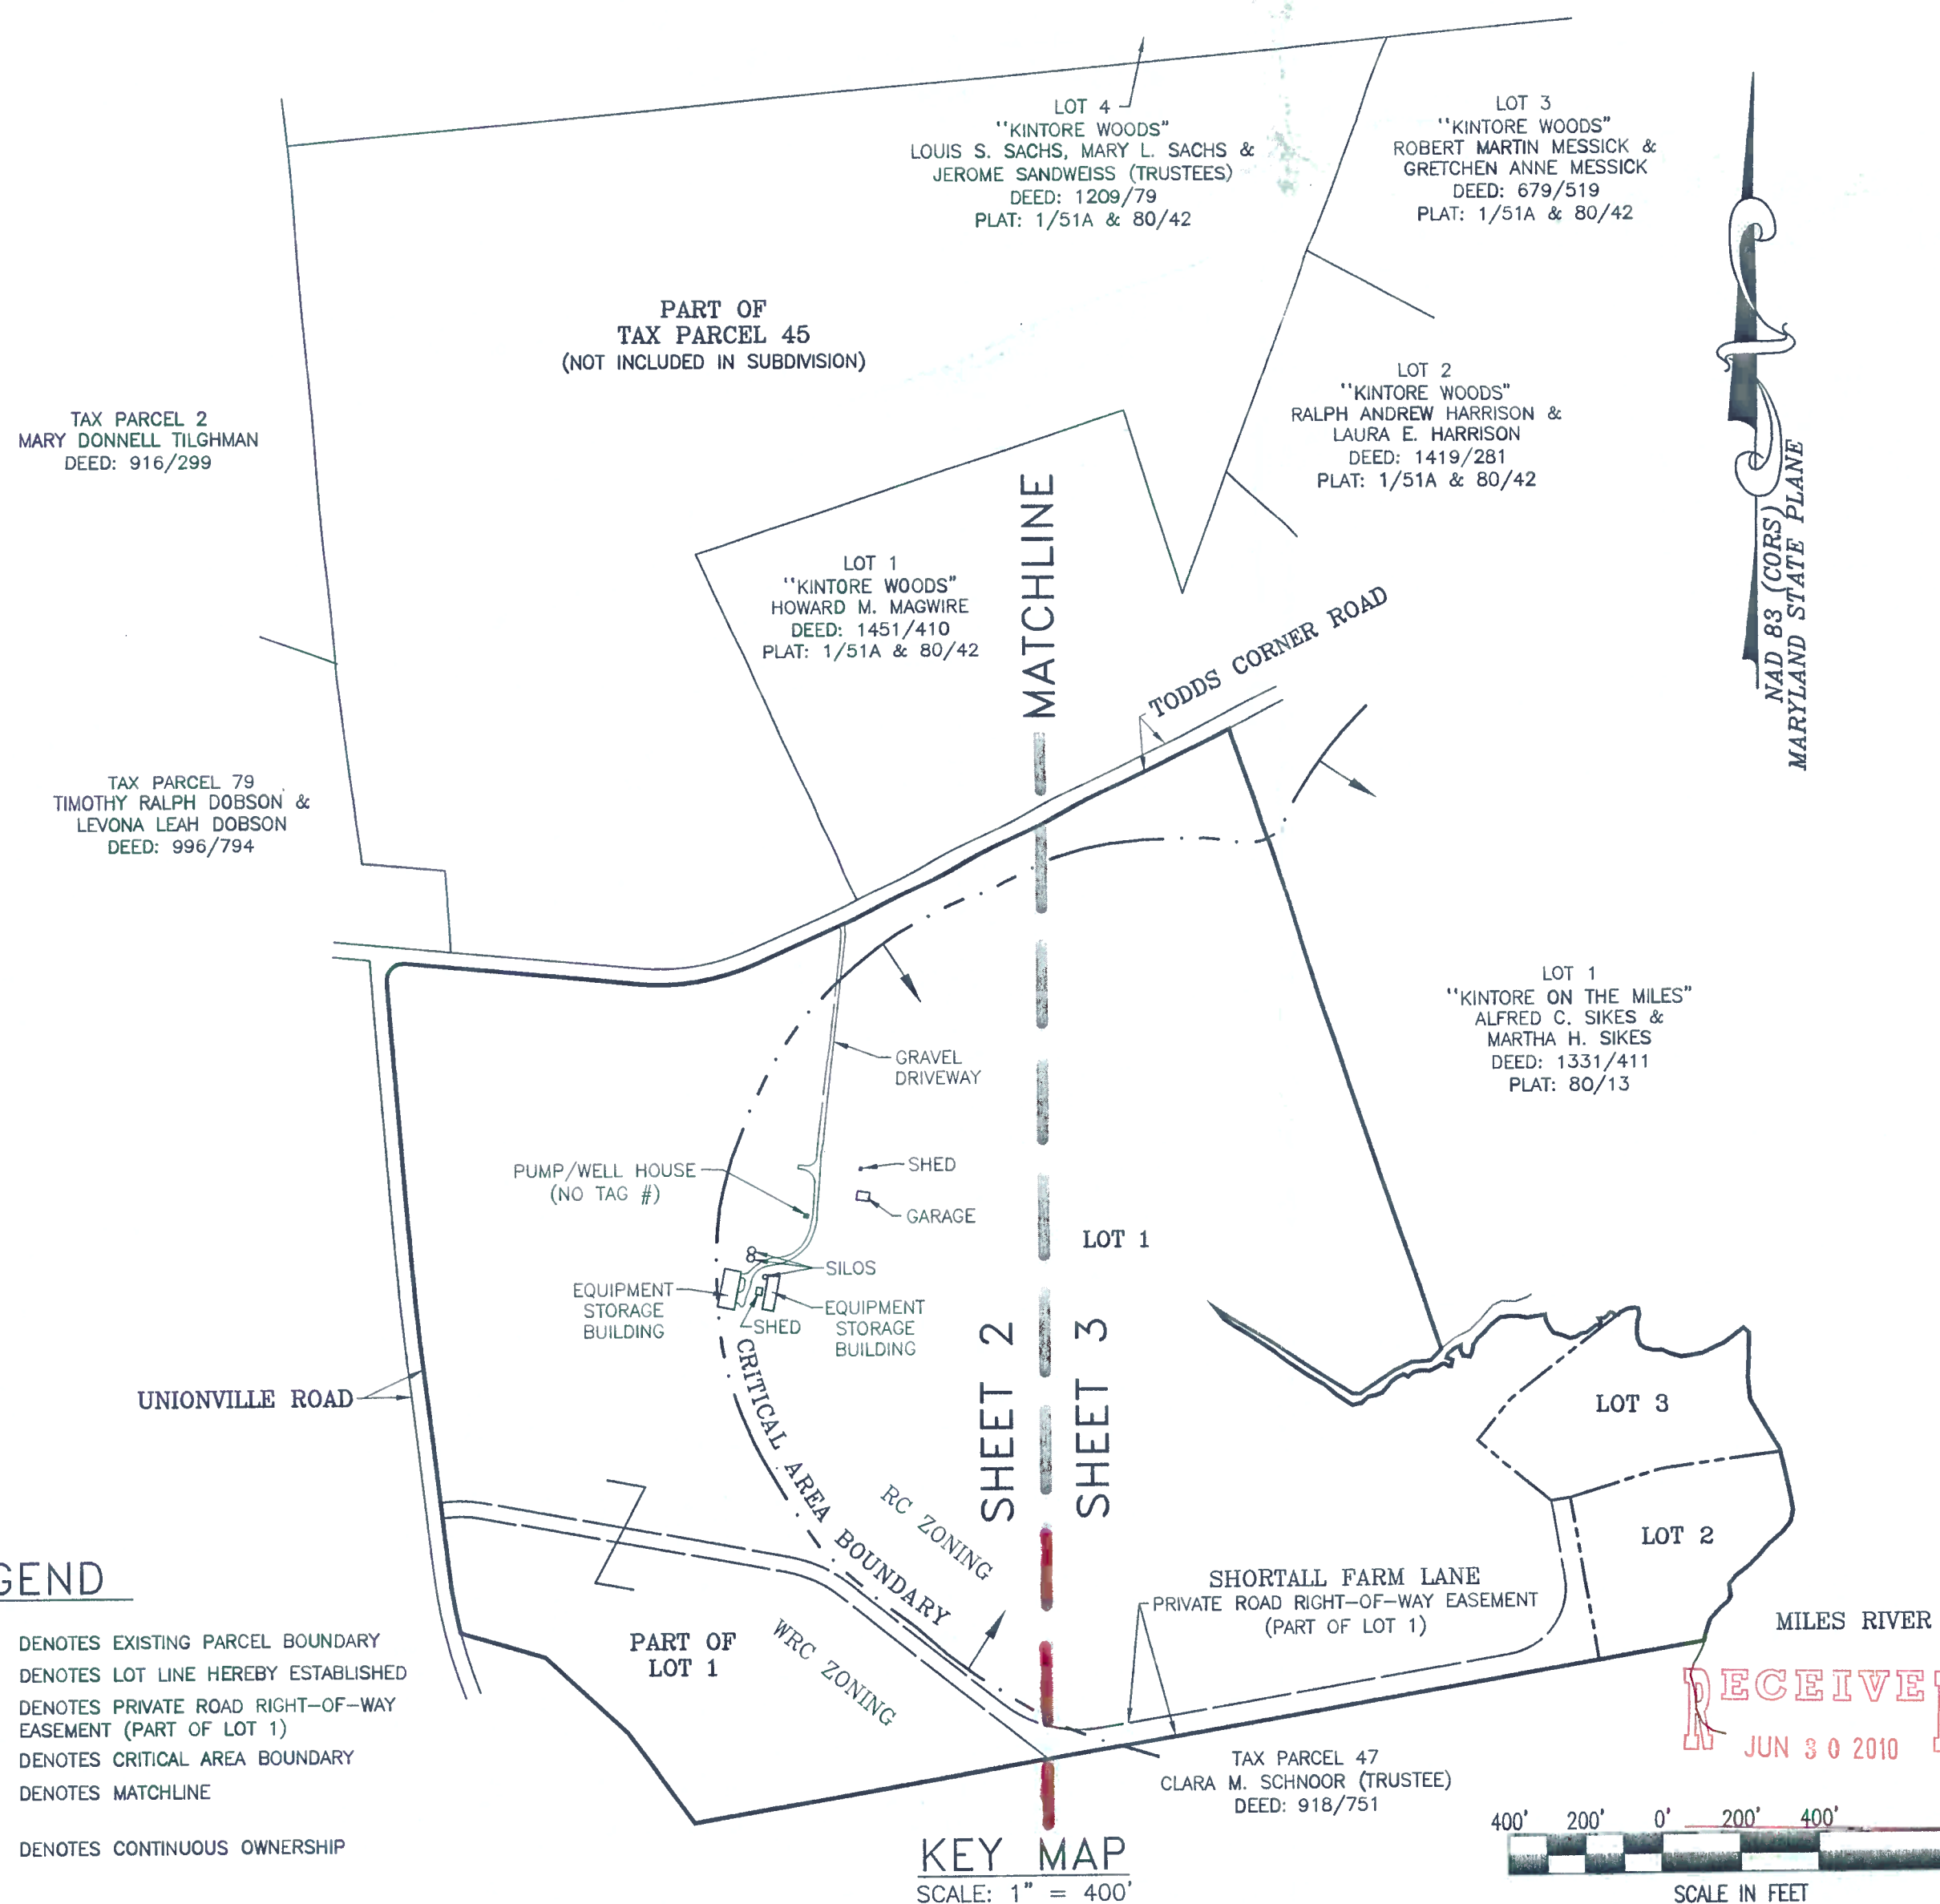 LOT 4
"KINTORE WOODS"
LOUIS S. SACHS, MARY L. SACHS &
JEROME SANDWEISS (TRUSTEES)
DEED: 1209/79
PLAT: 1/51A & 80/42
LOT 3
"KINTORE WOODS"
ROBERT MARTIN MESSICK &
GRETCHEN ANNE MESSICK
DEED: 679/519
PLAT: 1/51A & 80/42
PART OF
TAX PARCEL 45
(NOT INCLUDED IN SUBDIVISION)
LOT 2
"KINTORE WOODS"
RALPH ANDREW HARRISON &
LAURA E. HARRISON
DEED: 1419/281
PLAT: 1/51A & 80/42
NAD 83 (CORS)
MARYLAND STATE PLANE
TAX PARCEL 2
MARY DONNELL TILGHMAN
DEED: 916/299
LOT 1
"KINTORE WOODS"
HOWARD M. MAGWIRE
DEED: 1451/410
PLAT: 1/51A & 80/42
MATCHLINE
TODDS CORNER ROAD
TAX PARCEL 79
TIMOTHY RALPH DOBSON &
LEVONA LEAH DOBSON
DEED: 996/794
LOT 1
"KINTORE ON THE MILES"
ALFRED C. SIKES &
MARTHA H. SIKES
DEED: 1331/411
PLAT: 80/13
GRAVEL
DRIVEWAY
PUMP/WELL HOUSE
(NO TAG #)
SHED
GARAGE
LOT 1
SILOS
EQUIPMENT
STORAGE
BUILDING
SHED
EQUIPMENT
STORAGE
BUILDING
SHEET 2
SHEET 3
UNIONVILLE ROAD
CRITICAL AREA BOUNDARY
RC ZONING
WRC ZONING
LOT 3
LOT 2
SHORTALL FARM LANE
PRIVATE ROAD RIGHT-OF-WAY EASEMENT
(PART OF LOT 1)
MILES RIVER
PART OF
LOT 1
GEND
DENOTES EXISTING PARCEL BOUNDARY
DENOTES LOT LINE HEREBY ESTABLISHED
DENOTES PRIVATE ROAD RIGHT-OF-WAY
EASEMENT (PART OF LOT 1)
DENOTES CRITICAL AREA BOUNDARY
DENOTES MATCHLINE
DENOTES CONTINUOUS OWNERSHIP
RECEIVE
JUN 30 2010
TAX PARCEL 47
CLARA M. SCHNOOR (TRUSTEE)
DEED: 918/751
KEY MAP
SCALE: 1" = 400'
400' 200' 0' 200' 400'
SCALE IN FEET